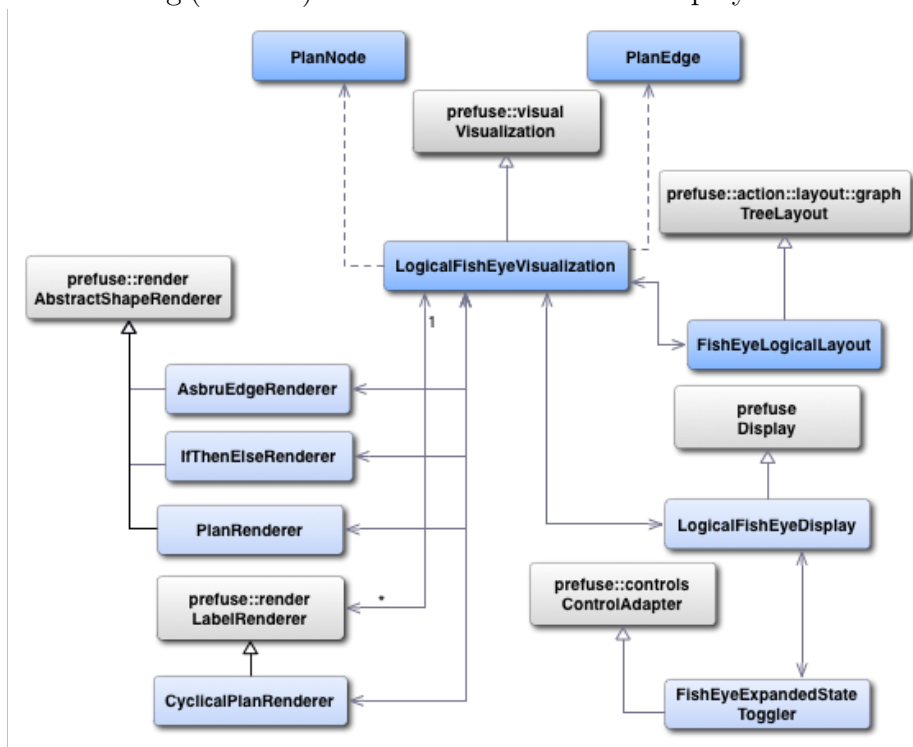 PlanNode
PlanEdge
prefuse::visual
Visualization
prefuse::action::layout::graph
TreeLayout
LogicalFishEyeVisualization
prefuse::render
AbstractShapeRenderer
1
FishEyeLogicalLayout
AsbruEdgeRenderer
prefuse
Display
IfThenElseRenderer
PlanRenderer
LogicalFishEyeDisplay
prefuse::render
LabelRenderer
*
prefuse::controls
ControlAdapter
CyclicalPlanRenderer
FishEyeExpandedState
Toggler